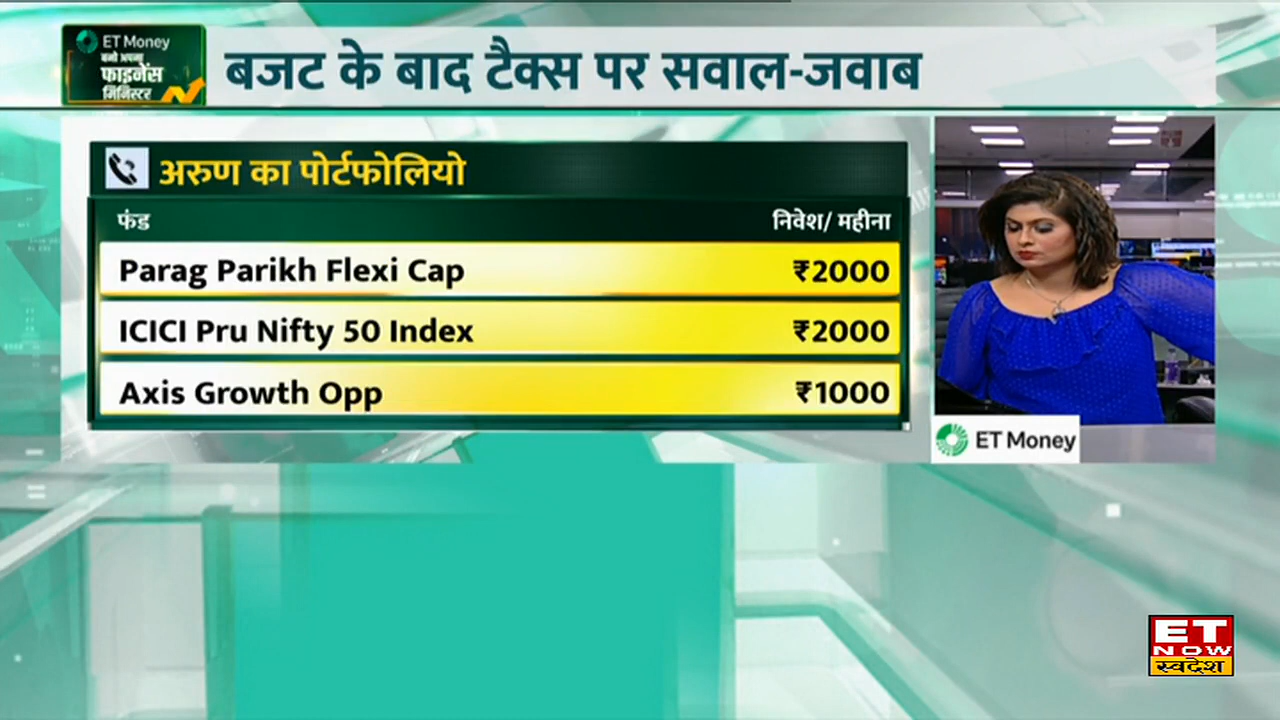 ET Money
बनो अपना
फाइनेंस
मिनिस्टर
बजट के बाद टैक्स पर सवाल-जवाब
अरुण का पोर्टफोलियो
फंड निवेश/ महीना
Parag Parikh Flexi Cap ₹2000
ICICI Pru Nifty 50 Index ₹2000
Axis Growth Opp ₹1000
ET Money
ET
NOW
स्वदेश